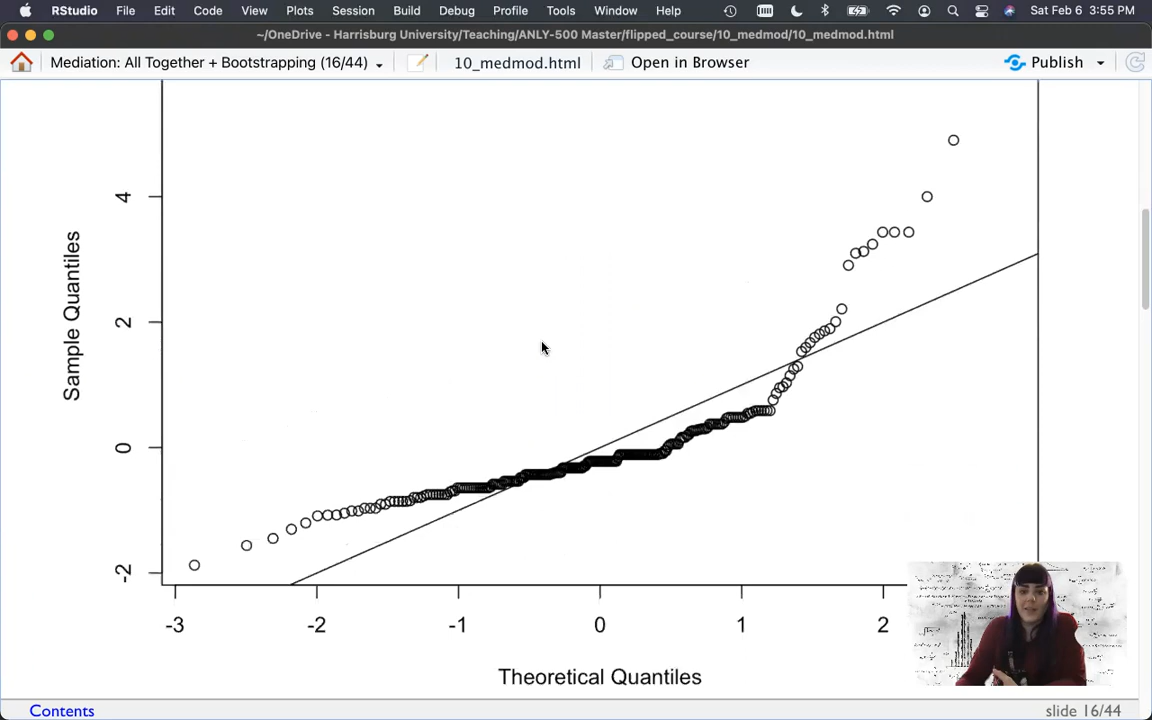 RStudio File Edit Code View Plots Session Build Debug Profile Tools Window Help Sat Feb 6 3:55 PM
~/OneDrive - Harrisburg University/Teaching/ANLY-500 Master/flipped_course/10_medmod/10_medmod.html
Mediation: All Together + Bootstrapping (16/44) 10_medmod.html Open in Browser Publish
4
2
0
-2
Sample Quantiles
-3 -2 -1 0 1 2
Theoretical Quantiles
Contents slide 16/44